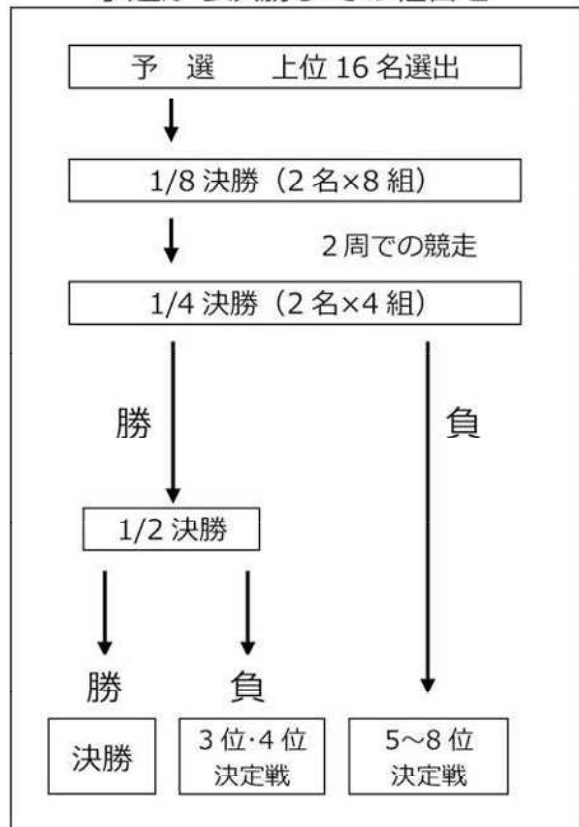 予 選 上位 16 名選出
1/8 決勝（2 名×8 組）
2 周での競走
1/4 決勝（2 名×4 組）
勝
負
1/2 決勝
勝
負
決勝
3 位・4 位
決定戦
5～8 位
決定戦